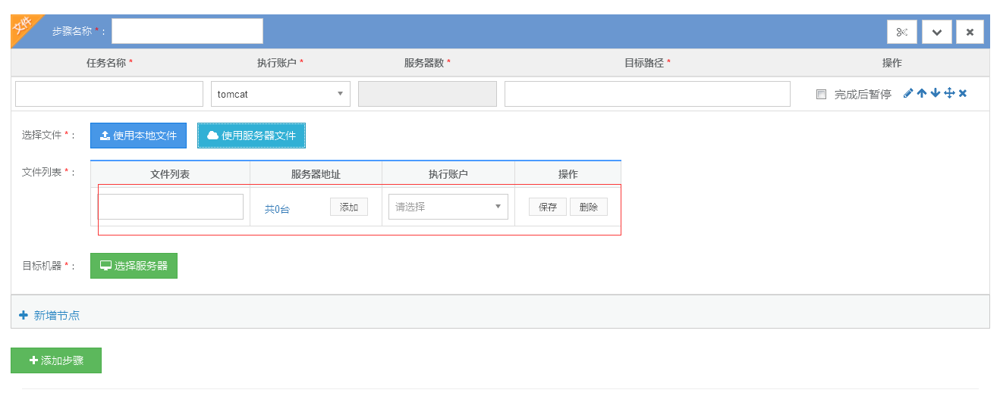 文件
步骤名称 * :
任务名称 * 执行账户 * 服务器数 * 目标路径 * 操作
tomcat 完成后暂停
选择文件 * : 使用本地文件 使用服务器文件
文件列表 * : 文件列表 服务器地址 执行账户 操作
共0台 添加 请选择 保存 删除
目标机器 * : 选择服务器
新增节点
添加步骤